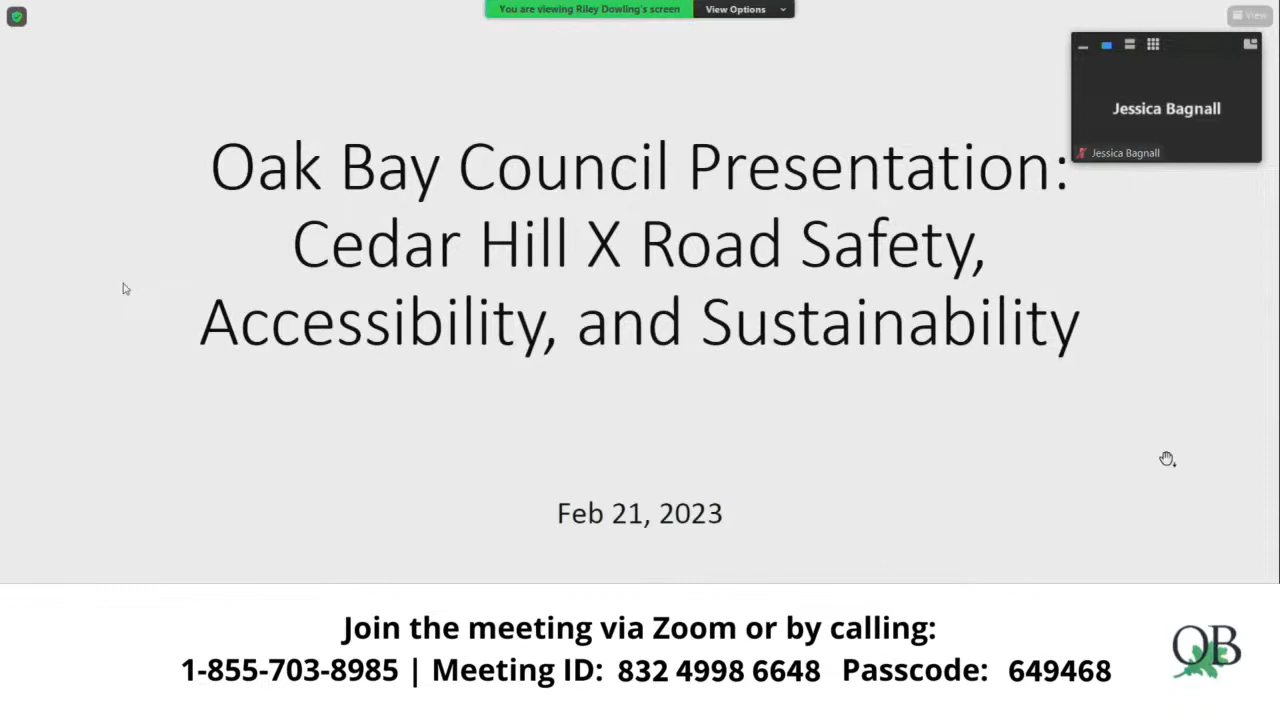 You are viewing Riley Dowling's screen
View Options
View
Jessica Bagnall
Jessica Bagnall
Oak Bay Council Presentation:
Cedar Hill X Road Safety,
Accessibility, and Sustainability
Feb 21, 2023
Join the meeting via Zoom or by calling:
1-855-703-8985 | Meeting ID: 832 4998 6648 Passcode: 649468
OB